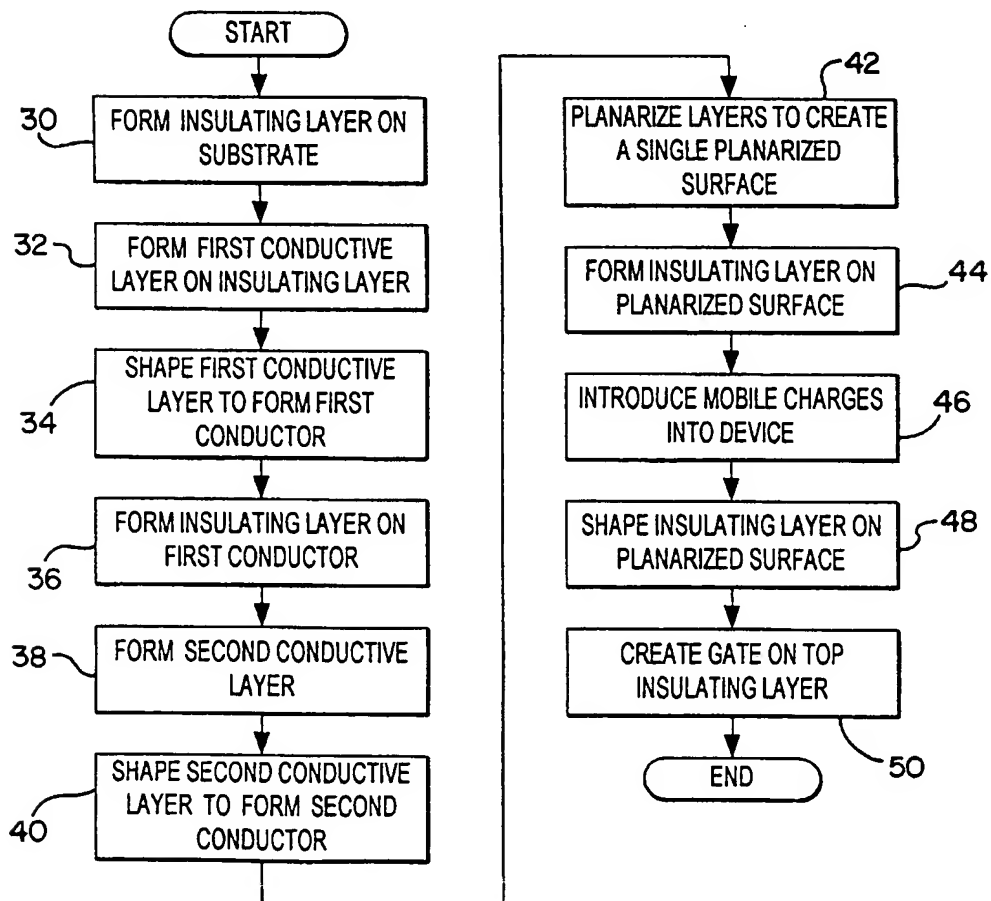 START
30
FORM INSULATING LAYER ON
SUBSTRATE
32
FORM FIRST CONDUCTIVE
LAYER ON INSULATING LAYER
34
SHAPE FIRST CONDUCTIVE
LAYER TO FORM FIRST
CONDUCTOR
36
FORM INSULATING LAYER ON
FIRST CONDUCTOR
38
FORM SECOND CONDUCTIVE
LAYER
40
SHAPE SECOND CONDUCTIVE
LAYER TO FORM SECOND
CONDUCTOR
42
PLANARIZE LAYERS TO CREATE
A SINGLE PLANARIZED
SURFACE
44
FORM INSULATING LAYER ON
PLANARIZED SURFACE
46
INTRODUCE MOBILE CHARGES
INTO DEVICE
48
SHAPE INSULATING LAYER ON
PLANARIZED SURFACE
CREATE GATE ON TOP
INSULATING LAYER
50
END